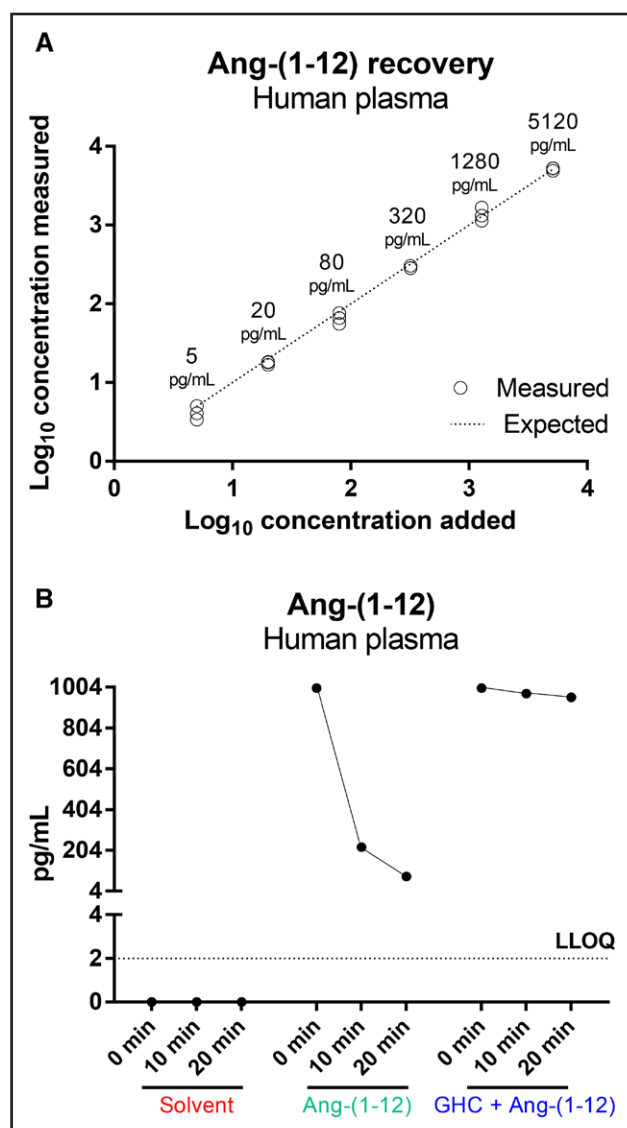 A
Ang-(1-12) recovery
Human plasma
Log10 concentration measured
4
3
2
1
0
5
pg/mL
20
pg/mL
80
pg/mL
320
pg/mL
1280
pg/mL
5120
pg/mL
Measured
Expected
0 1 2 3 4
Log10 concentration added
B
Ang-(1-12)
Human plasma
pg/mL
1004
804
604
404
204
4
4
2
0
LLOQ
0 min 10 min 20 min 0 min 10 min 20 min 0 min 10 min 20 min
Solvent Ang-(1-12) GHC + Ang-(1-12)